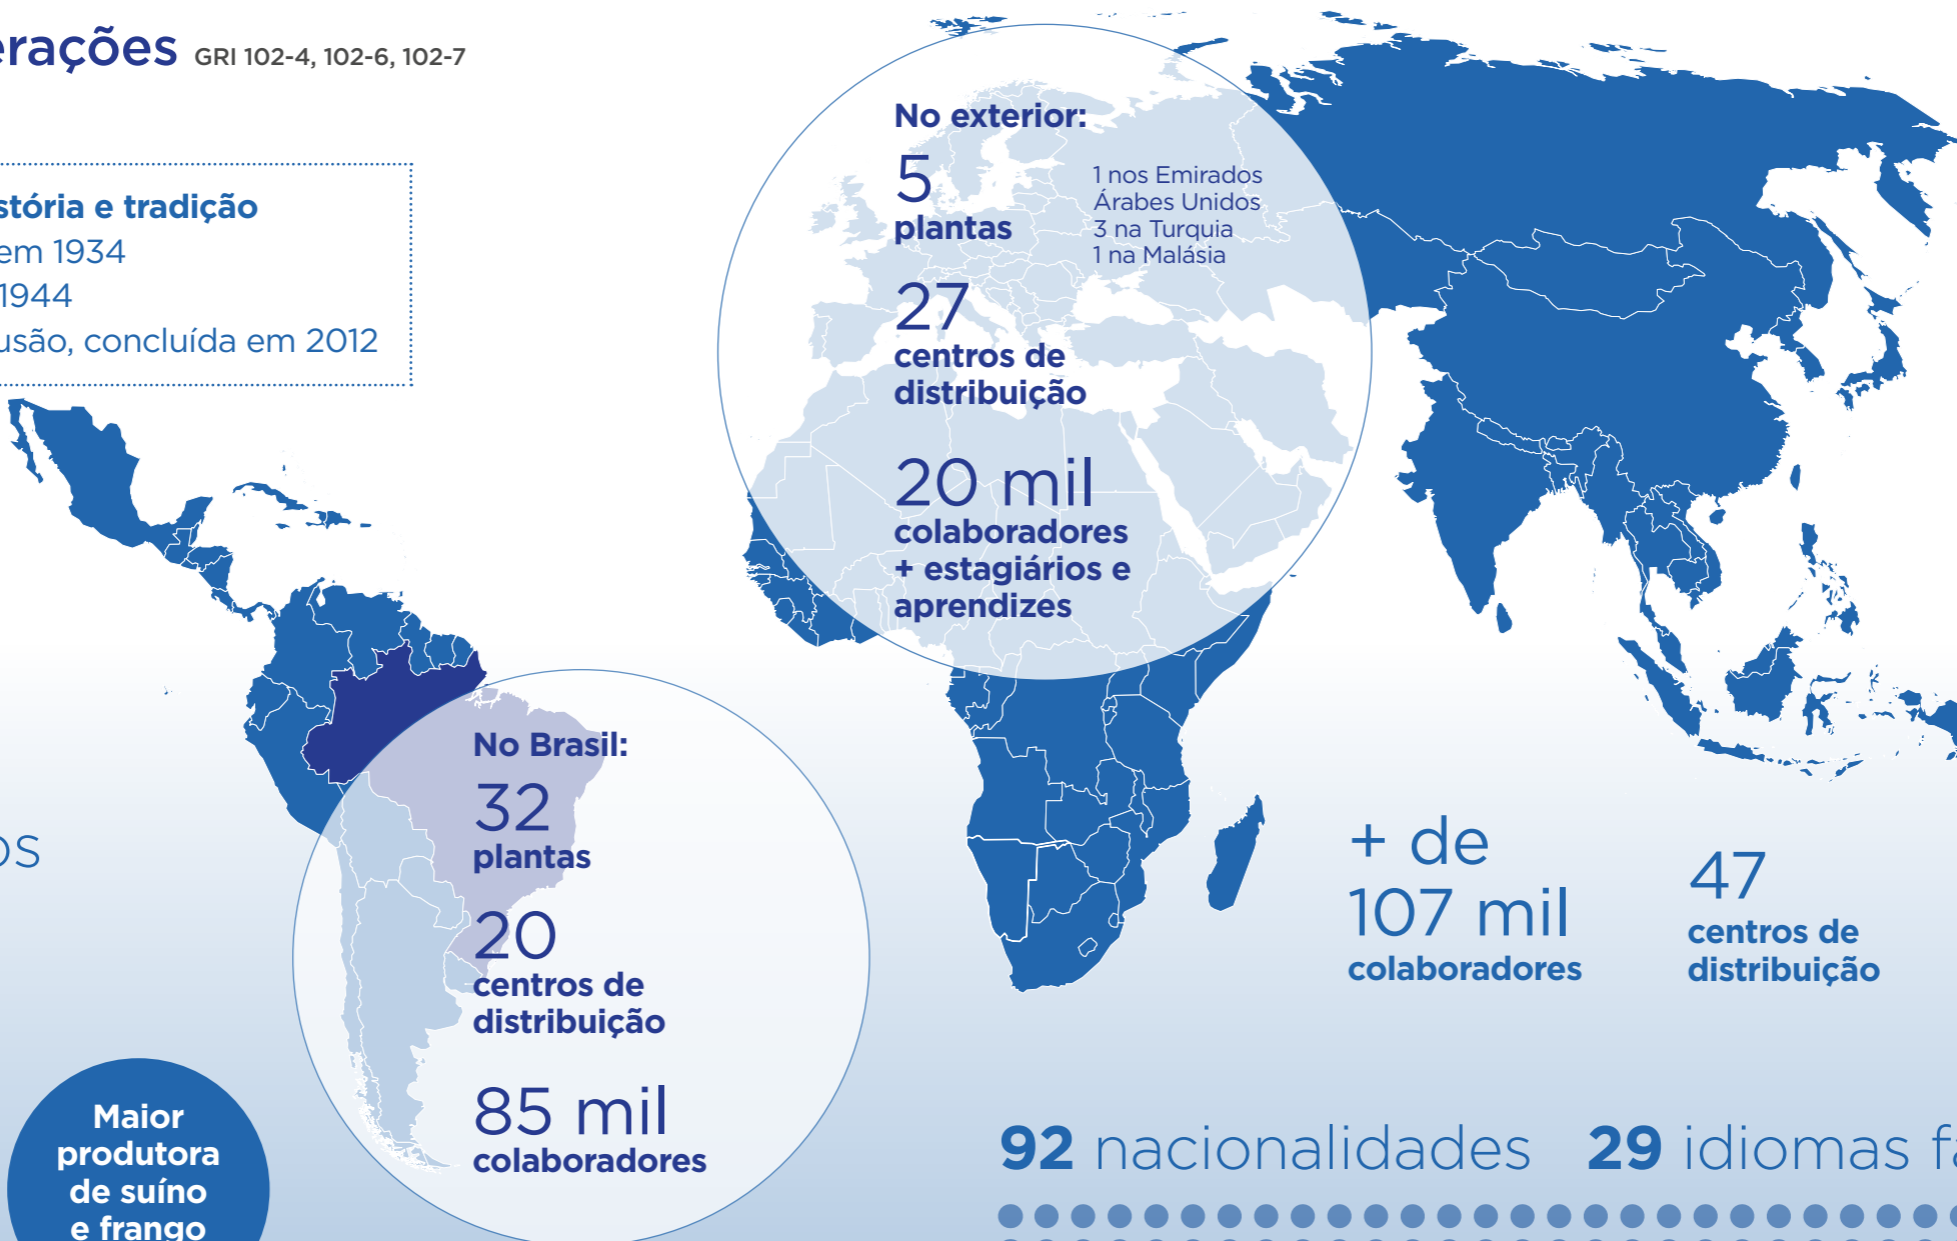 erações GRI 102-4, 102-6, 102-7
stória e tradição
em 1934
1944
usão, concluída em 2012
No exterior:
5
plantas
1 nos Emirados
Árabes Unidos
3 na Turquia
1 na Malásia
27
centros de
distribuição
20 mil
colaboradores
+ estagiários e
aprendizes
No Brasil:
32
plantas
20
centros de
distribuição
85 mil
colaboradores
os
+ de
107 mil
colaboradores
47
centros de
distribuição
Maior
produtora
de suíno
e frango
92 nacionalidades 29 idiomas fa